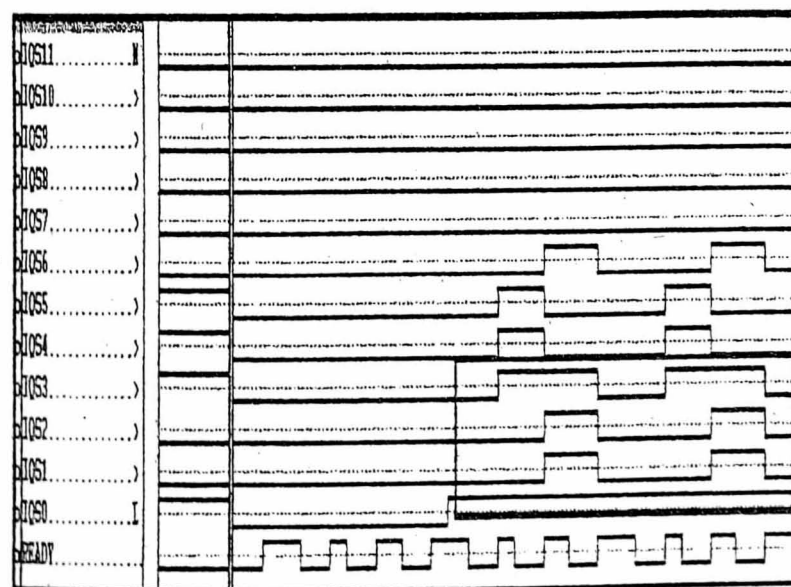 IQS11..........W
IQS10..........>
IQS9...........>
IQS8...........>
IQS7...........>
IQS6...........>
IQS5...........>
IQS4...........>
IQS3...........>
IQS2...........>
IQS1...........>
IQS0...........I
READY...........